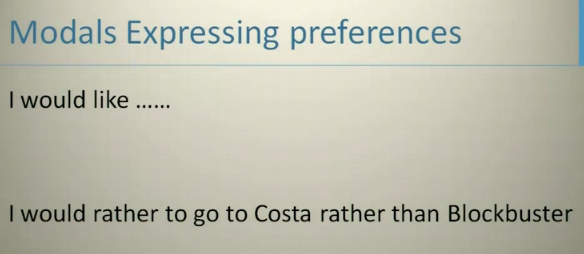 Modals Expressing preferences
I would like ......
I would rather to go to Costa rather than Blockbuster